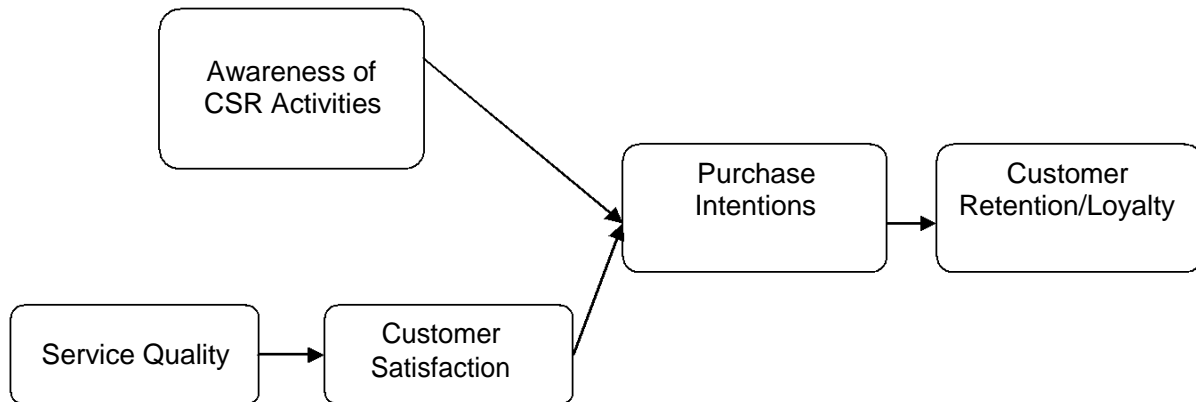 Awareness of
CSR Activities
Purchase
Intentions
Customer
Retention/Loyalty
Service Quality
Customer
Satisfaction